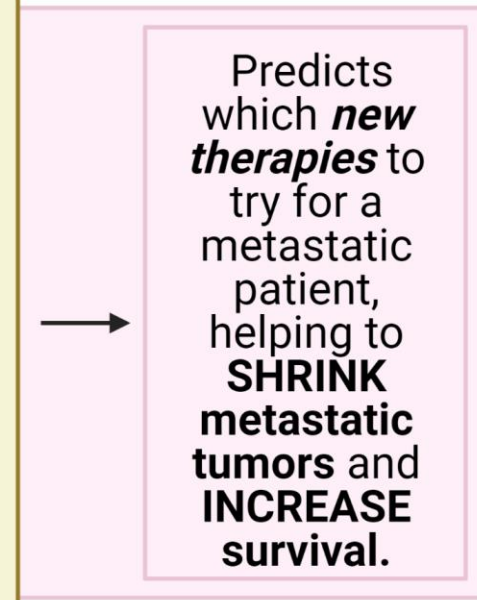 Predicts
which new
therapies to
try for a
metastatic
patient,
helping to
SHRINK
metastatic
tumors and
INCREASE
survival.